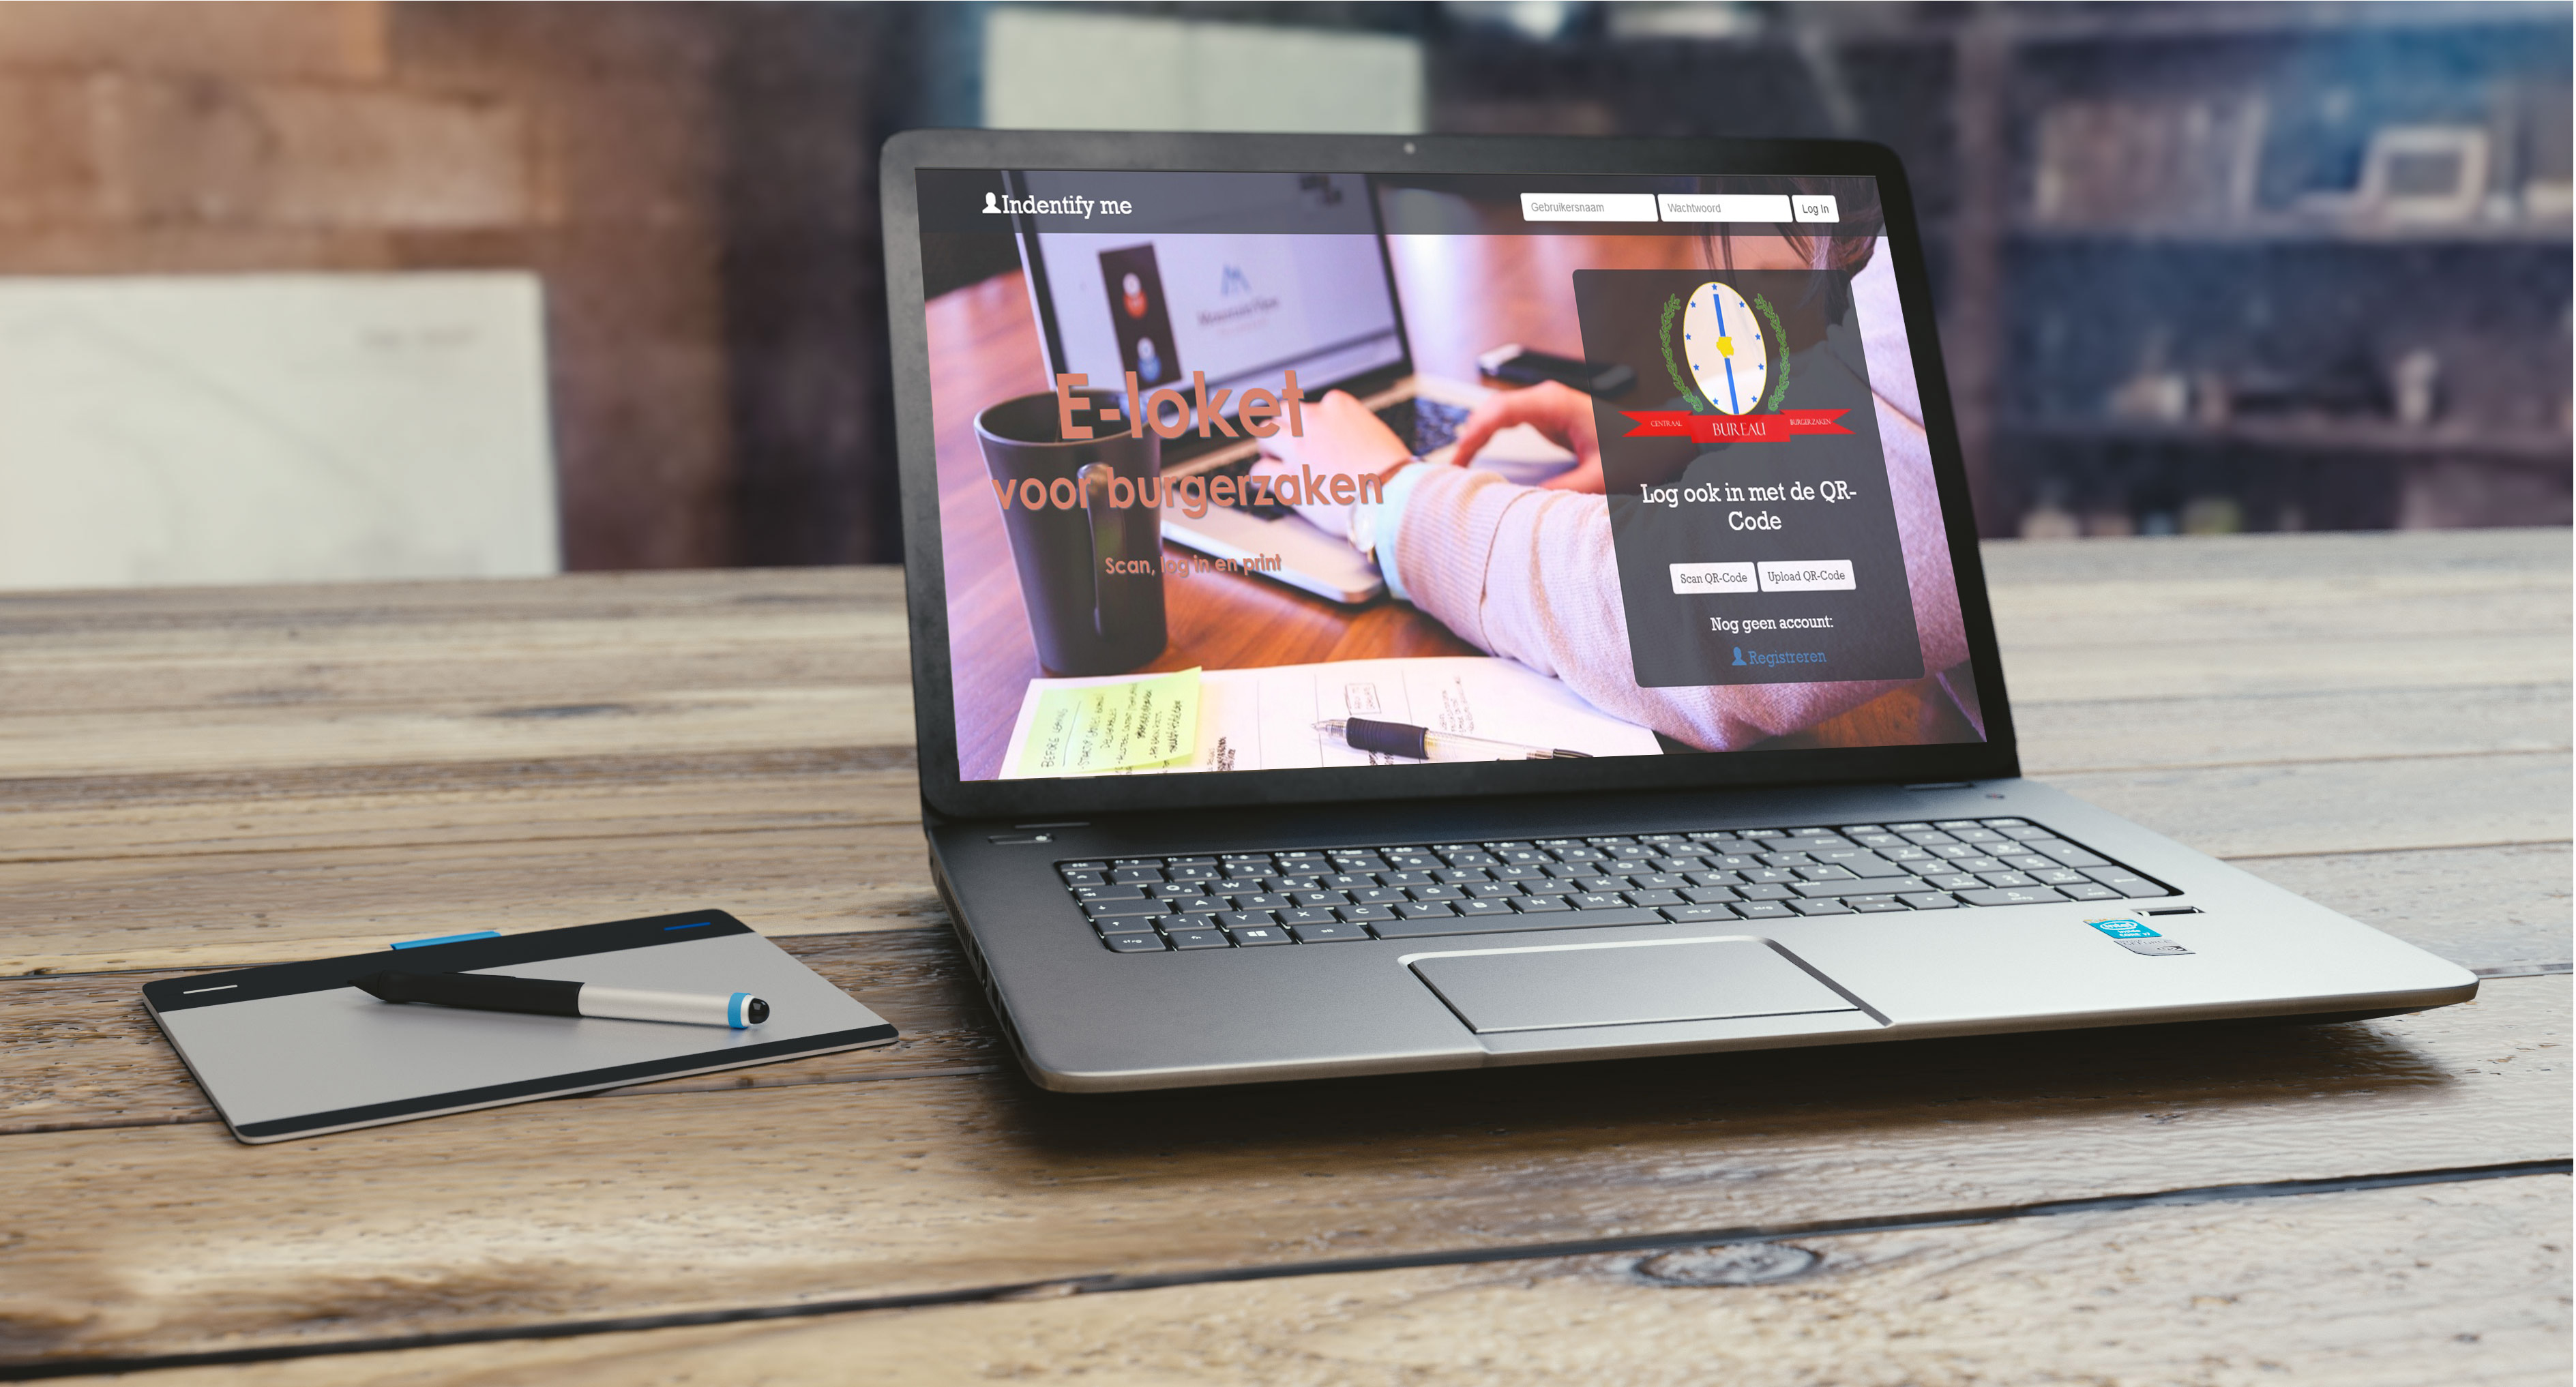 Indentify me
Gebruikersnaam
Wachtwoord
Log In
E-loket
voor burgerzaken
Scan, log in en print
CENTRAAL BUREAU BURGERZAKEN
Log ook in met de QR-
Code
Scan QR-Code
Upload QR-Code
Nog geen account:
Registreren
BEFORE